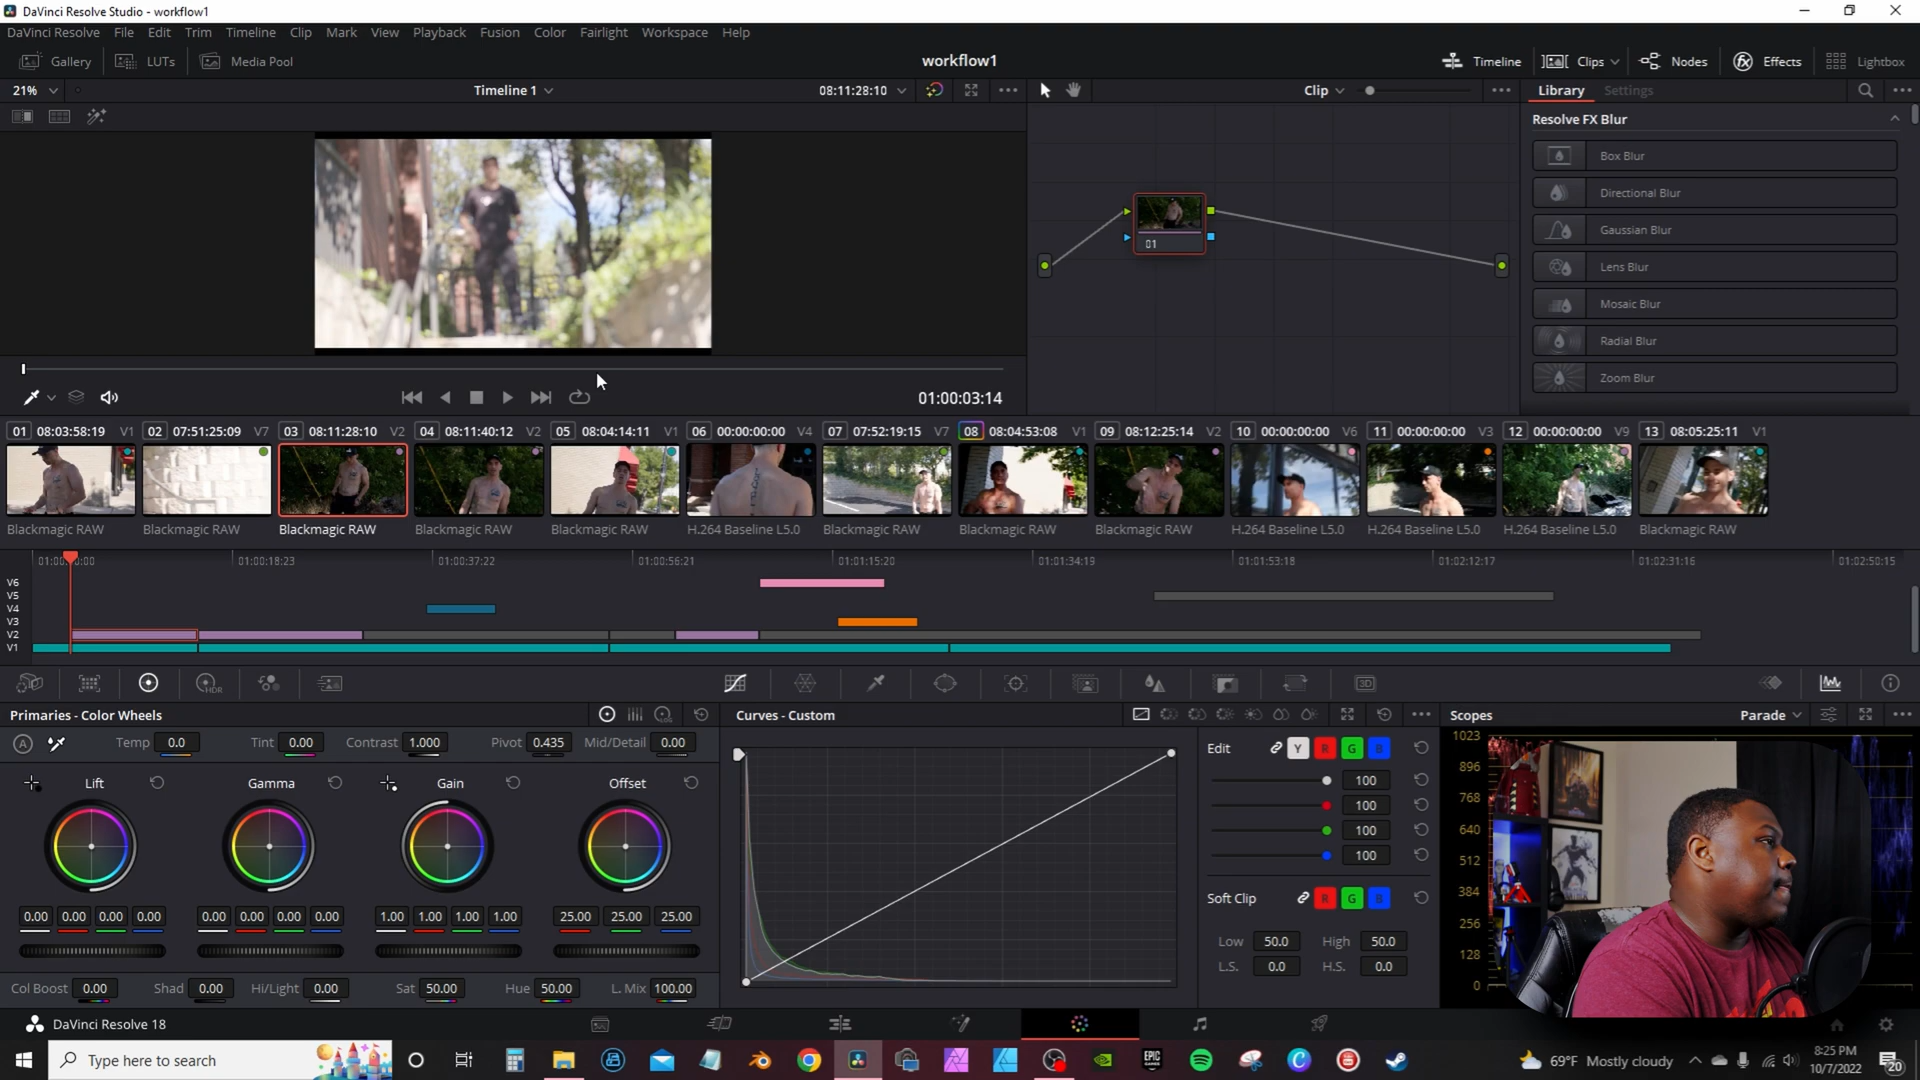 DaVinci Resolve Studio - workflow1
DaVinci Resolve File Edit Trim Timeline Clip Mark View Playback Fusion Color Fairlight Workspace Help
Gallery LUTs Media Pool workflow1 Timeline Clips Nodes Effects Lightbox
21% Timeline 1 08:11:28:10 Clip Library Settings
Resolve FX Blur
Box Blur
Directional Blur
Gaussian Blur
Lens Blur
Mosaic Blur
Radial Blur
Zoom Blur
01
01:00:03:14
01 08:03:58:19 V1 02 07:51:25:09 V7 03 08:11:28:10 V2 04 08:11:40:12 V2 05 08:04:14:11 V1 06 00:00:00:00 V4 07 07:52:19:15 V7 08 08:04:53:08 V1 09 08:12:25:14 V2 10 00:00:00:00 V6 11 00:00:00:00 V3 12 00:00:00:00 V9 13 08:05:25:11 V1
Blackmagic RAW Blackmagic RAW Blackmagic RAW Blackmagic RAW Blackmagic RAW H.264 Baseline L5.0 Blackmagic RAW Blackmagic RAW Blackmagic RAW H.264 Baseline L5.0 H.264 Baseline L5.0 H.264 Baseline L5.0 Blackmagic RAW
01:00:18:23 01:00:37:22 01:00:56:21 01:01:15:20 01:01:34:19 01:01:53:18 01:02:12:17 01:02:31:16 01:02:50:15
V6
V5
V4
V3
V2
V1
HDR 3D
Primaries - Color Wheels LOG Curves - Custom Scopes Parade
A Temp 0.0 Tint 0.00 Contrast 1.000 Pivot 0.435 Mid/Detail 0.00
Lift Gamma Gain Offset
0.00 0.00 0.00 0.00 0.00 0.00 0.00 0.00 1.00 1.00 1.00 1.00 25.00 25.00 25.00
Col Boost 0.00 Shad 0.00 Hi/Light 0.00 Sat 50.00 Hue 50.00 L. Mix 100.00
Edit Y R G B
100
100
100
100
Soft Clip R G B
Low 50.0 High 50.0
L.S. 0.0 H.S. 0.0
1023
896
768
640
512
384
256
128
0
DaVinci Resolve 18
Type here to search
EPIC GAMES
69°F Mostly cloudy
8:25 PM
10/7/2022
20